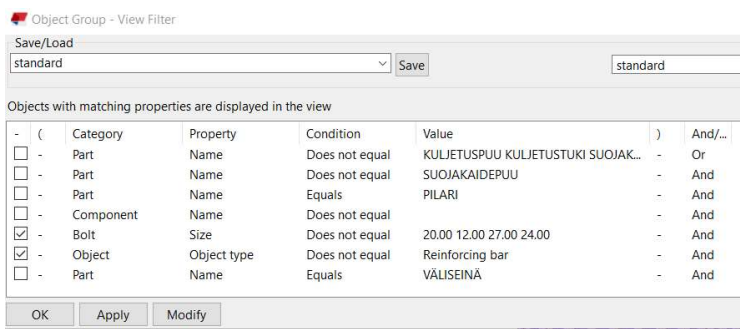 Object Group - View Filter
Save/Load
standard Save standard
Objects with matching properties are displayed in the view
- ( Category Property Condition Value ) And/...
- Part Name Does not equal KULJETUSPUU KULJETUSTUKI SUOJAK... - Or
- Part Name Does not equal SUOJAKAIDEPUU - And
- Part Name Equals PILARI - And
- Component Name Does not equal - And
- Bolt Size Does not equal 20.00 12.00 27.00 24.00 - And
- Object Object type Does not equal Reinforcing bar - And
- Part Name Equals VÄLISEINÄ - And
OK Apply Modify